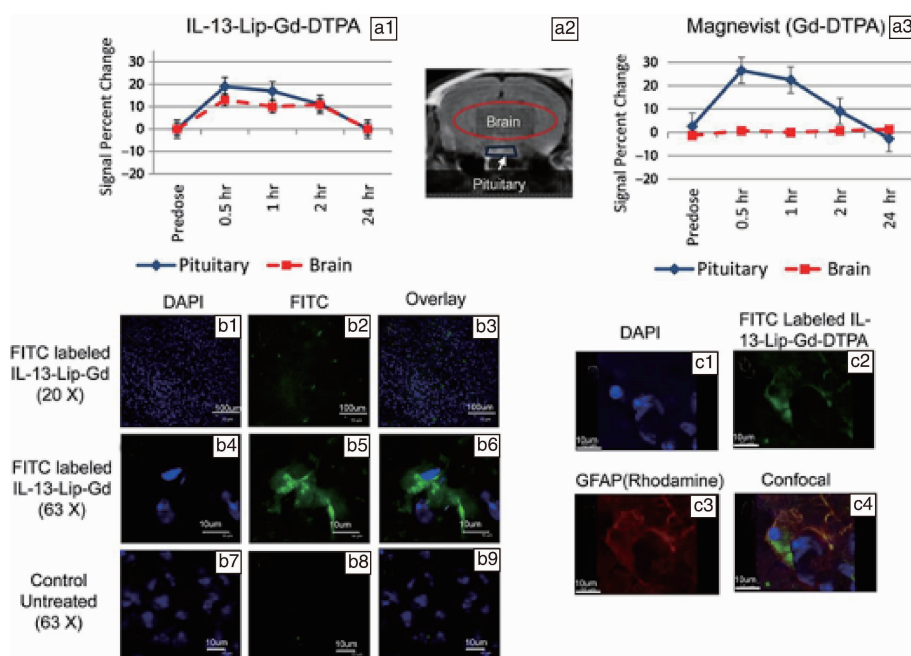 IL-13-Lip-Gd-DTPA
a1
Signal Percent Change
30
20
10
0
−10
20
Predose
0.5 hr
1 hr
2 hr
24 hr
Pituitary
Brain
a2
Brain
Pituitary
Magnevist (Gd-DTPA)
a3
Signal Percent Change
30
20
10
0
−10
20
Predose
0.5 hr
1 hr
2 hr
24 hr
Pituitary
Brain
DAPI
FITC
Overlay
FITC labeled
IL-13-Lip-Gd
(20 X)
b1
100um
b2
100um
b3
100um
FITC labeled
IL-13-Lip-Gd
(63 X)
b4
10um
b5
10um
b6
10um
Control
Untreated
(63 X)
b7
10um
b8
10um
b9
10um
DAPI
FITC Labeled IL-
13-Lip-Gd-DTPA
c1
10um
c2
10um
GFAP(Rhodamine)
Confocal
c3
10um
c4
10um